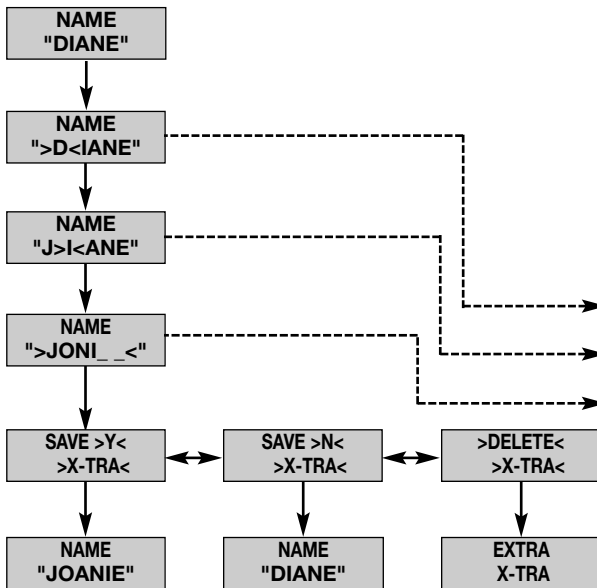 NAME
"DIANE"
NAME
">D<IANE"
NAME
"J>I<ANE"
NAME
">JONI_ _<"
SAVE >Y<
>X-TRA<
SAVE >N<
>X-TRA<
>DELETE<
>X-TRA<
NAME
"JOANIE"
NAME
"DIANE"
EXTRA
X-TRA